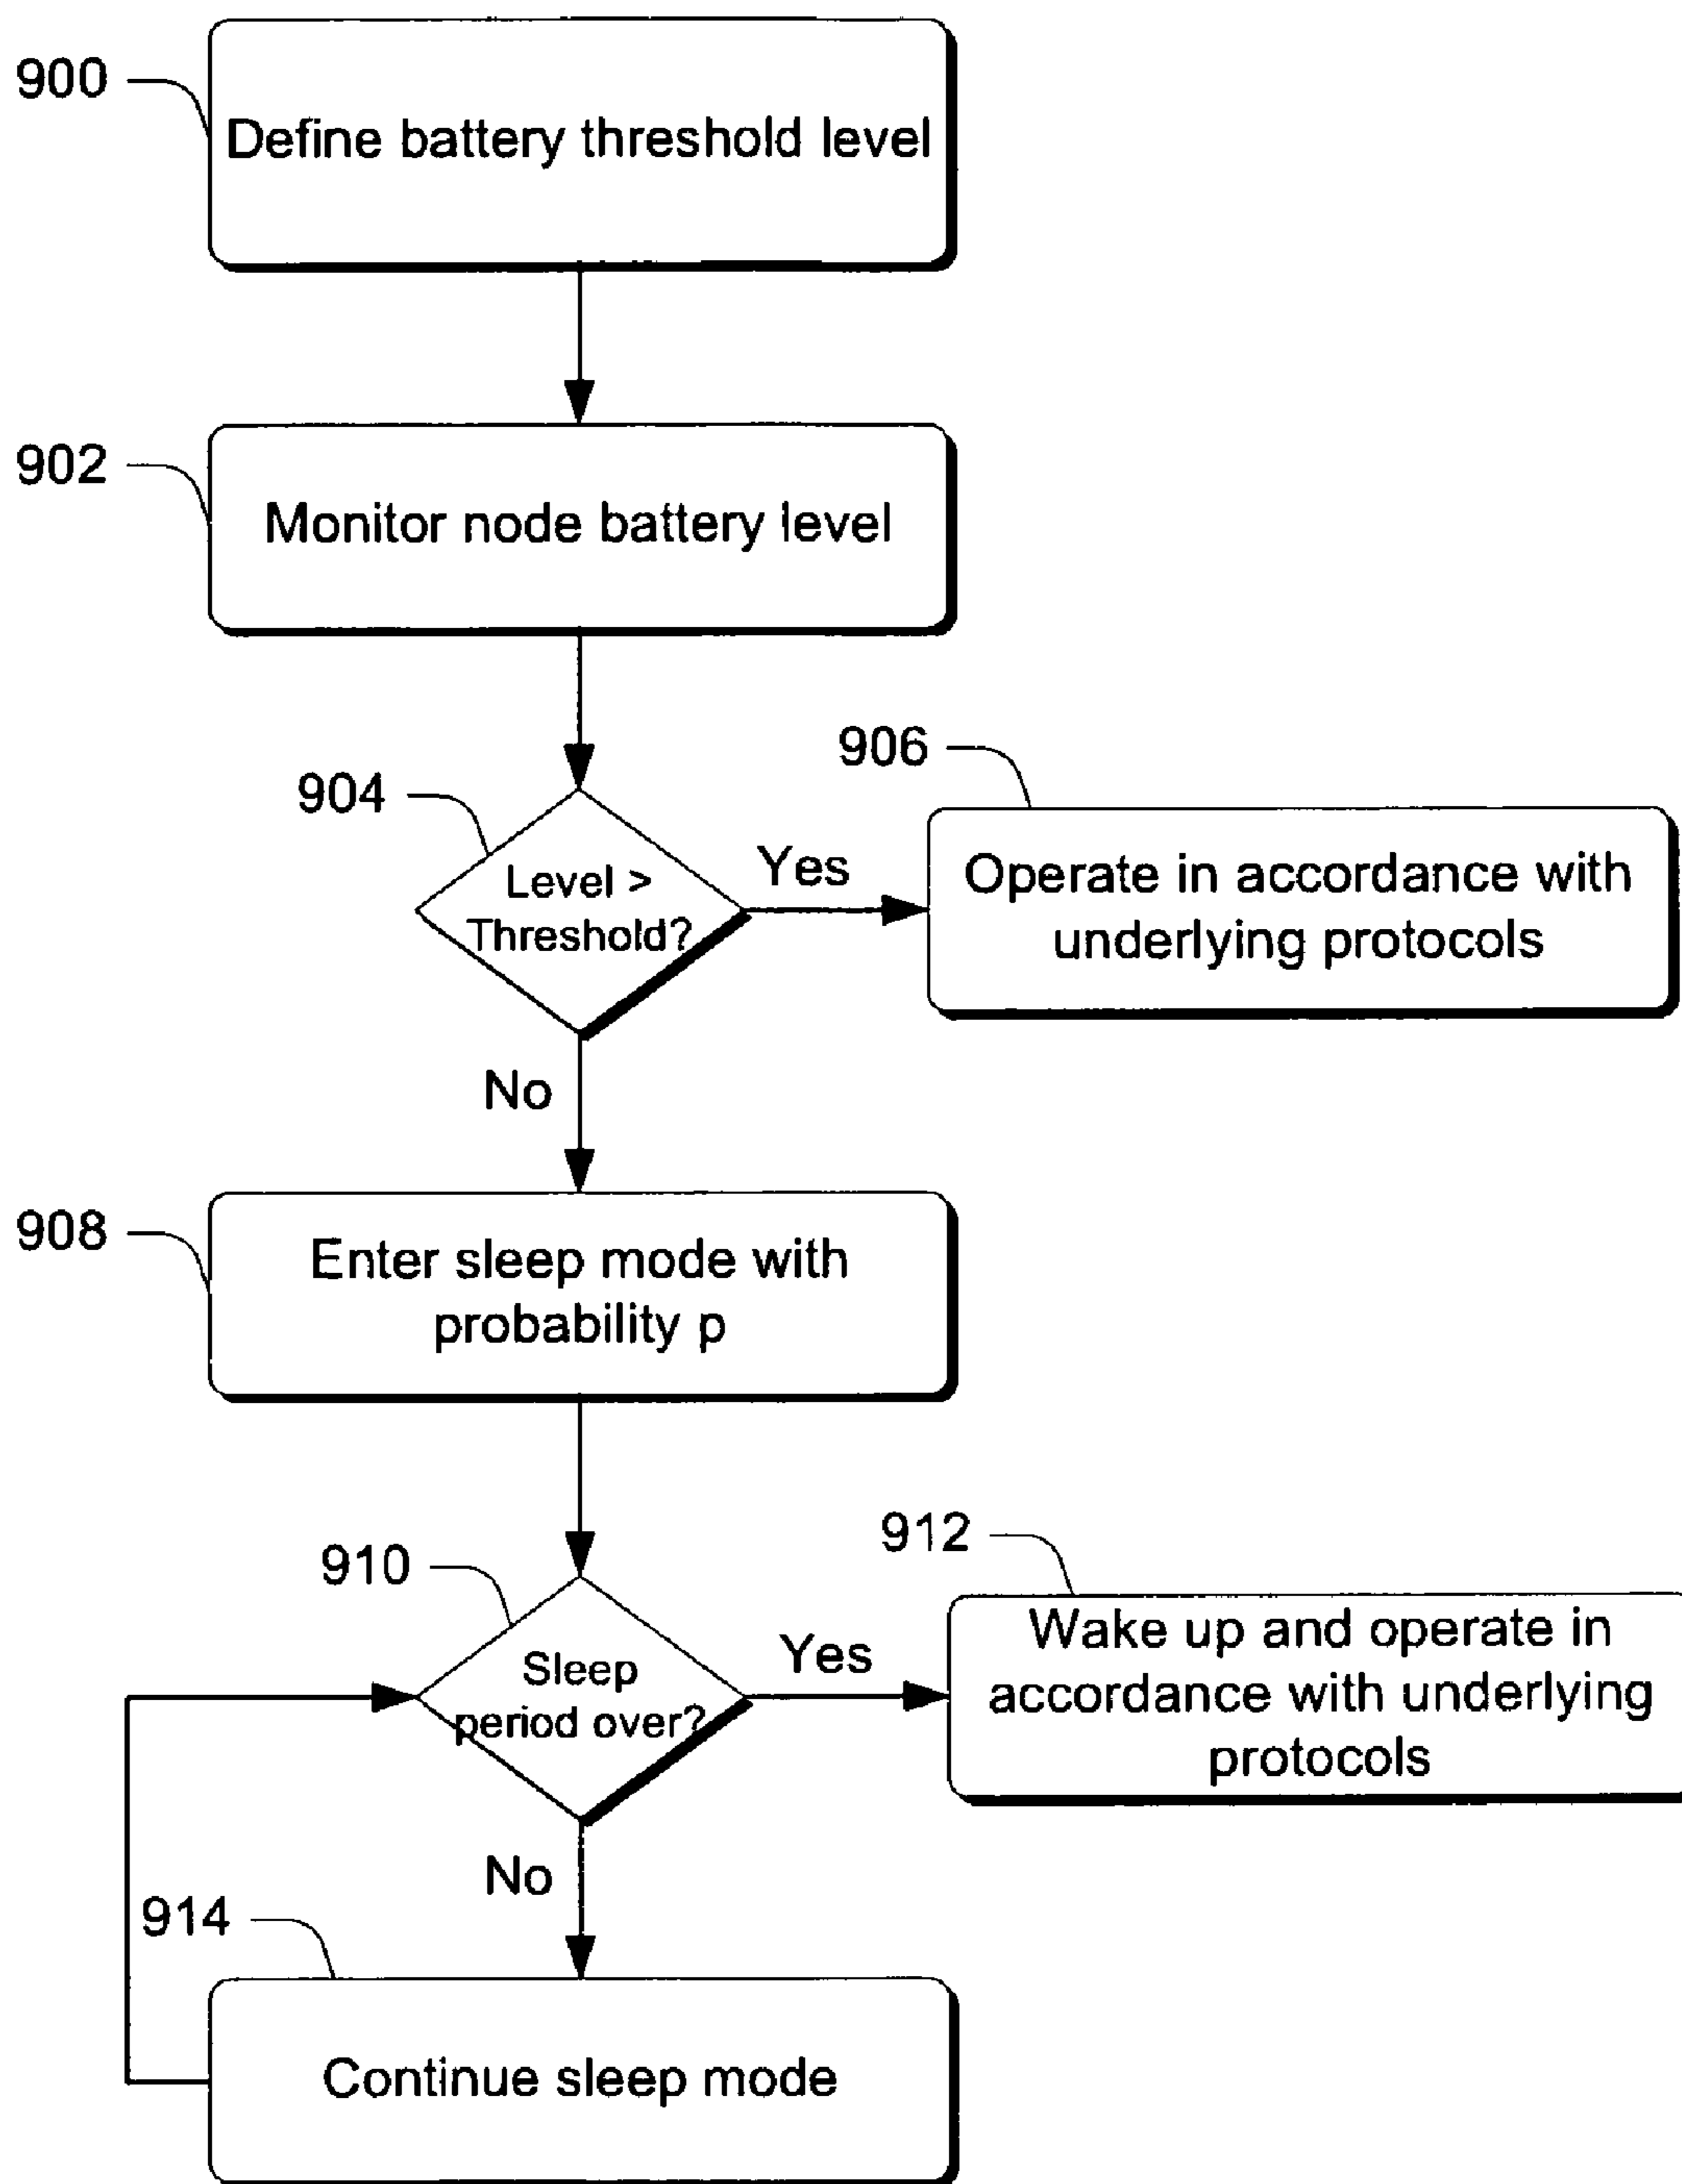 900
Define battery threshold level
902
Monitor node battery level
904
Level >
Threshold?
Yes
906
Operate in accordance with
underlying protocols
No
908
Enter sleep mode with
probability p
910
Sleep
period over?
Yes
912
Wake up and operate in
accordance with underlying
protocols
No
914
Continue sleep mode